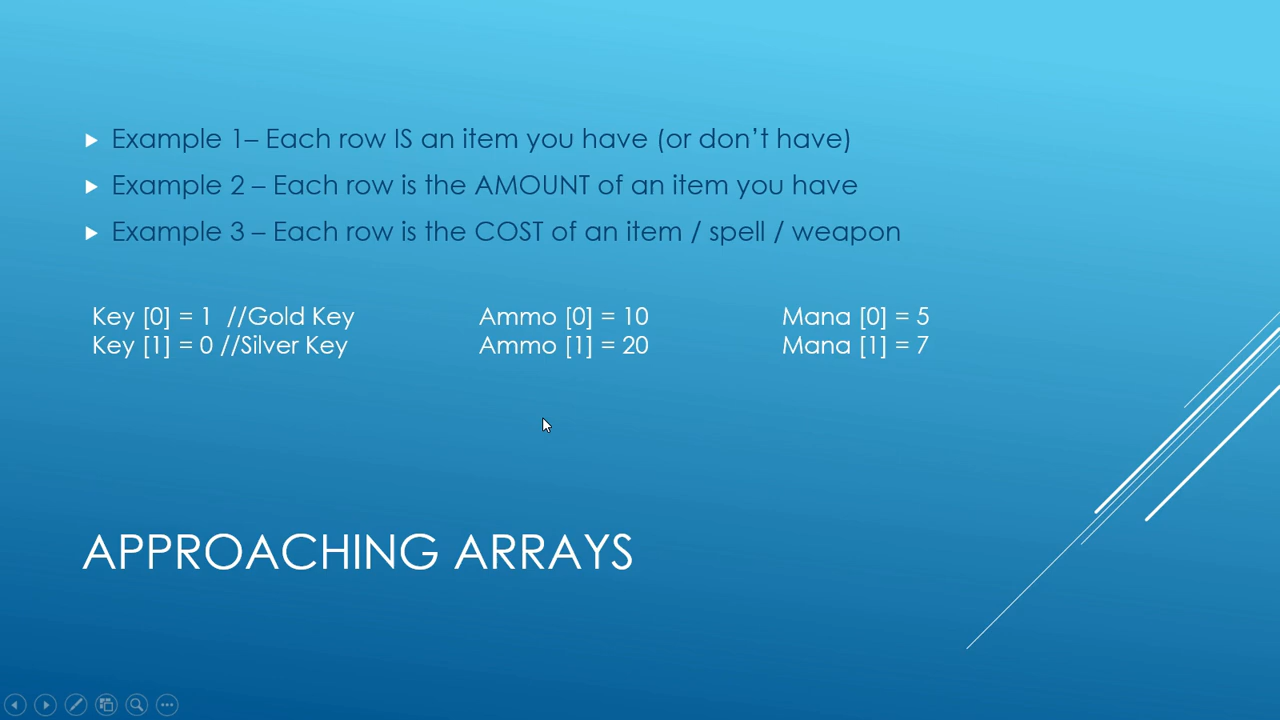 Example 1– Each row IS an item you have (or don’t have)
Example 2 – Each row is the AMOUNT of an item you have
Example 3 – Each row is the COST of an item / spell / weapon
Key [0] = 1 //Gold Key
Key [1] = 0 //Silver Key
Ammo [0] = 10
Ammo [1] = 20
Mana [0] = 5
Mana [1] = 7
APPROACHING ARRAYS